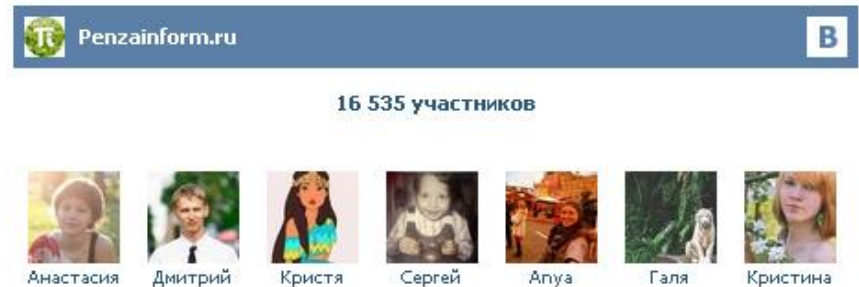 Penzainform.ru
B
16 535 участников
Анастасия Дмитрий Кристя Сергей Anya Галя Кристина